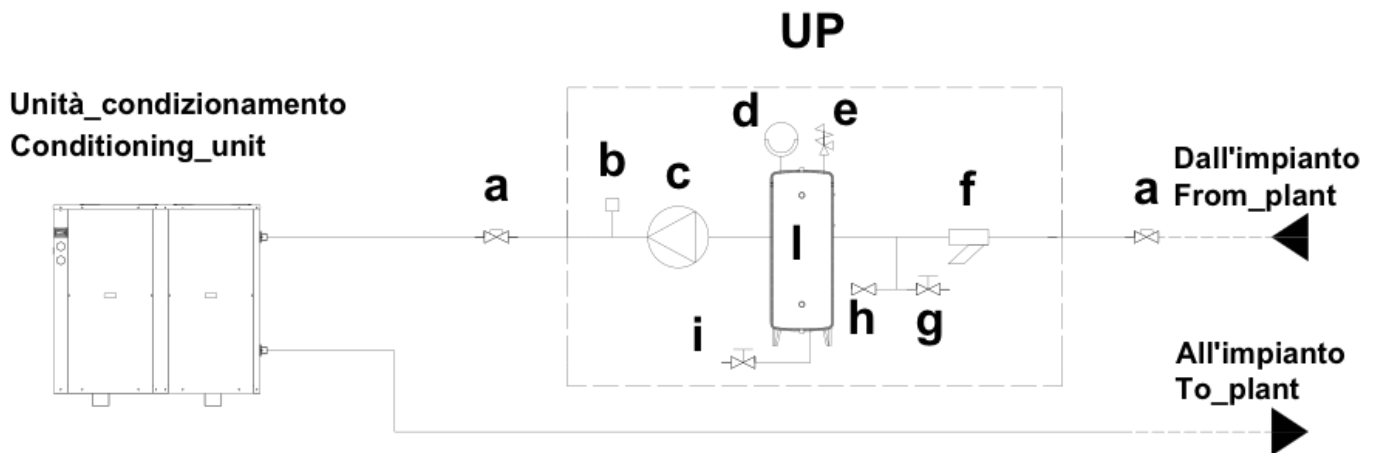 UP
Unità_condizionamento
Conditioning_unit
d
e
b
c
a
f
a
Dall'impianto
From_plant
l
h
g
i
All'impianto
To_plant